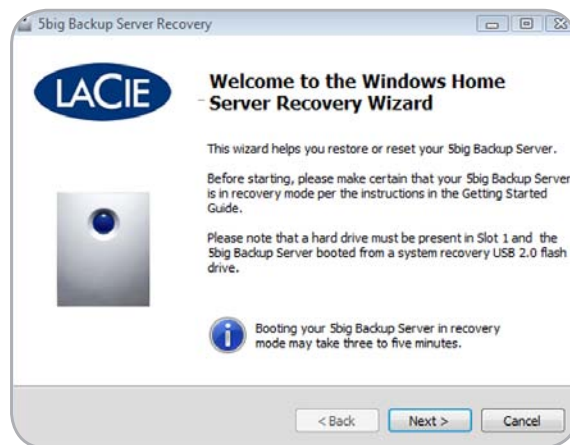 5big Backup Server Recovery
LACIE
Welcome to the Windows Home
Server Recovery Wizard
This wizard helps you restore or reset your 5big Backup Server.
Before starting, please make certain that your 5big Backup Server
is in recovery mode per the instructions in the Getting Started
Guide.
Please note that a hard drive must be present in Slot 1 and the
5big Backup Server booted from a system recovery USB 2.0 flash
drive.
Booting your 5big Backup Server in recovery
mode may take three to five minutes.
< Back
Next >
Cancel